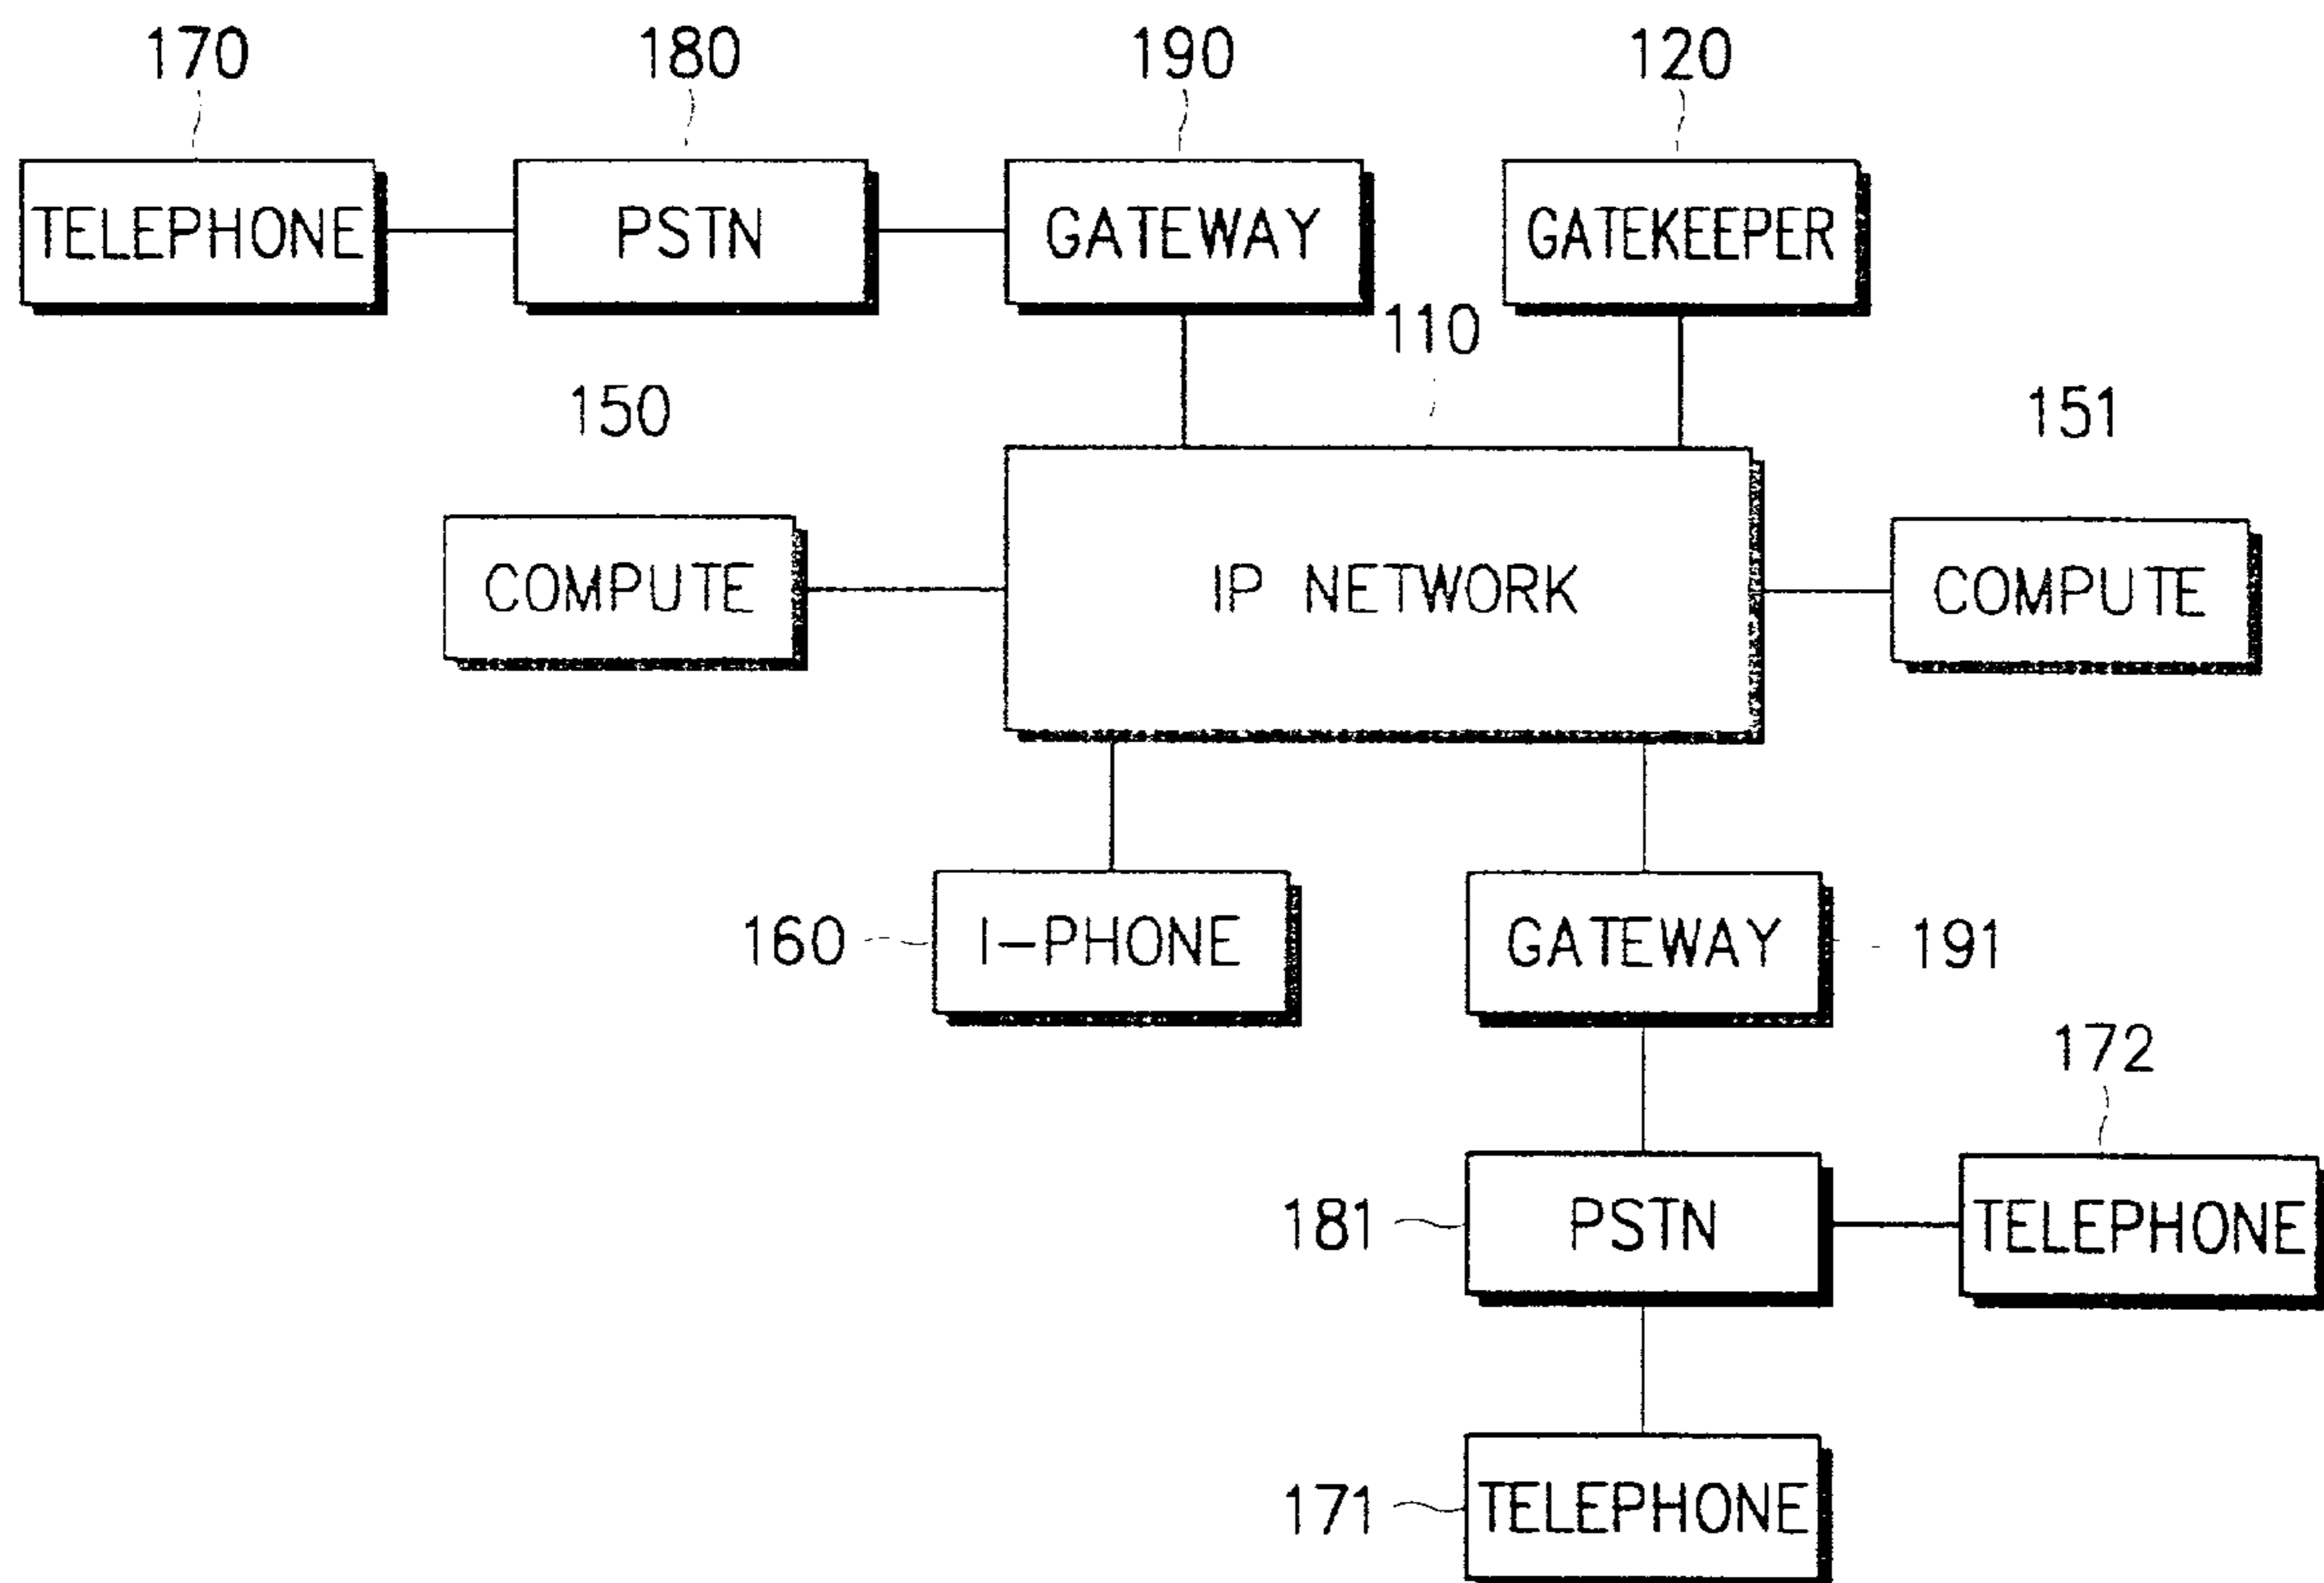 170 180 190 120
TELEPHONE PSTN GATEWAY GATEKEEPER
110
150 151
COMPUTE IP NETWORK COMPUTE
160 I-PHONE GATEWAY 191
172
181 PSTN TELEPHONE
171 TELEPHONE